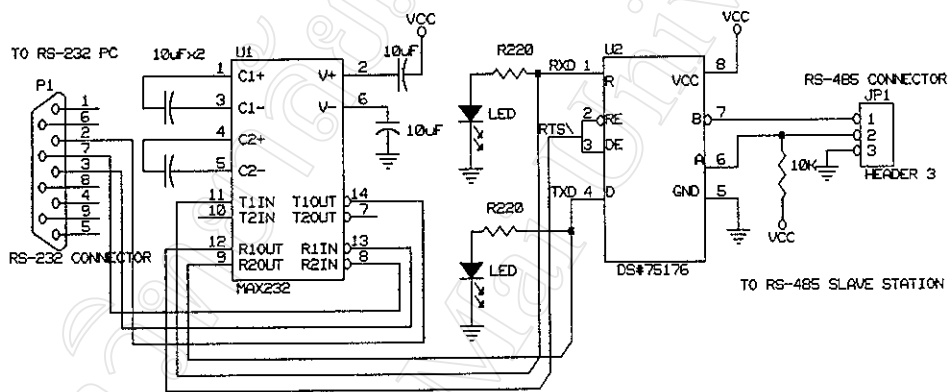 TO RS-232 PC
P1
1
6
2
7
3
8
4
9
5
RS-232 CONNECTOR
10uFx2
U1
1 C1+
3 C1-
4 C2+
5 C2-
11 T1IN
10 T2IN
12 R1OUT
9 R2OUT
V+ 2
V- 6
T1OUT 14
T2OUT 7
R1IN 13
R2IN 8
MAX232
10uF
VCC
10uF
R220
LED
R220
LED
U2
RXD 1 R
2 RE
RTS\
3 DE
TXD 4 D
VCC 8
B 7
A 6
GND 5
DS#75176
VCC
10K
VCC
RS-485 CONNECTOR
JP1
1
2
3
HEADER 3
TO RS-485 SLAVE STATION